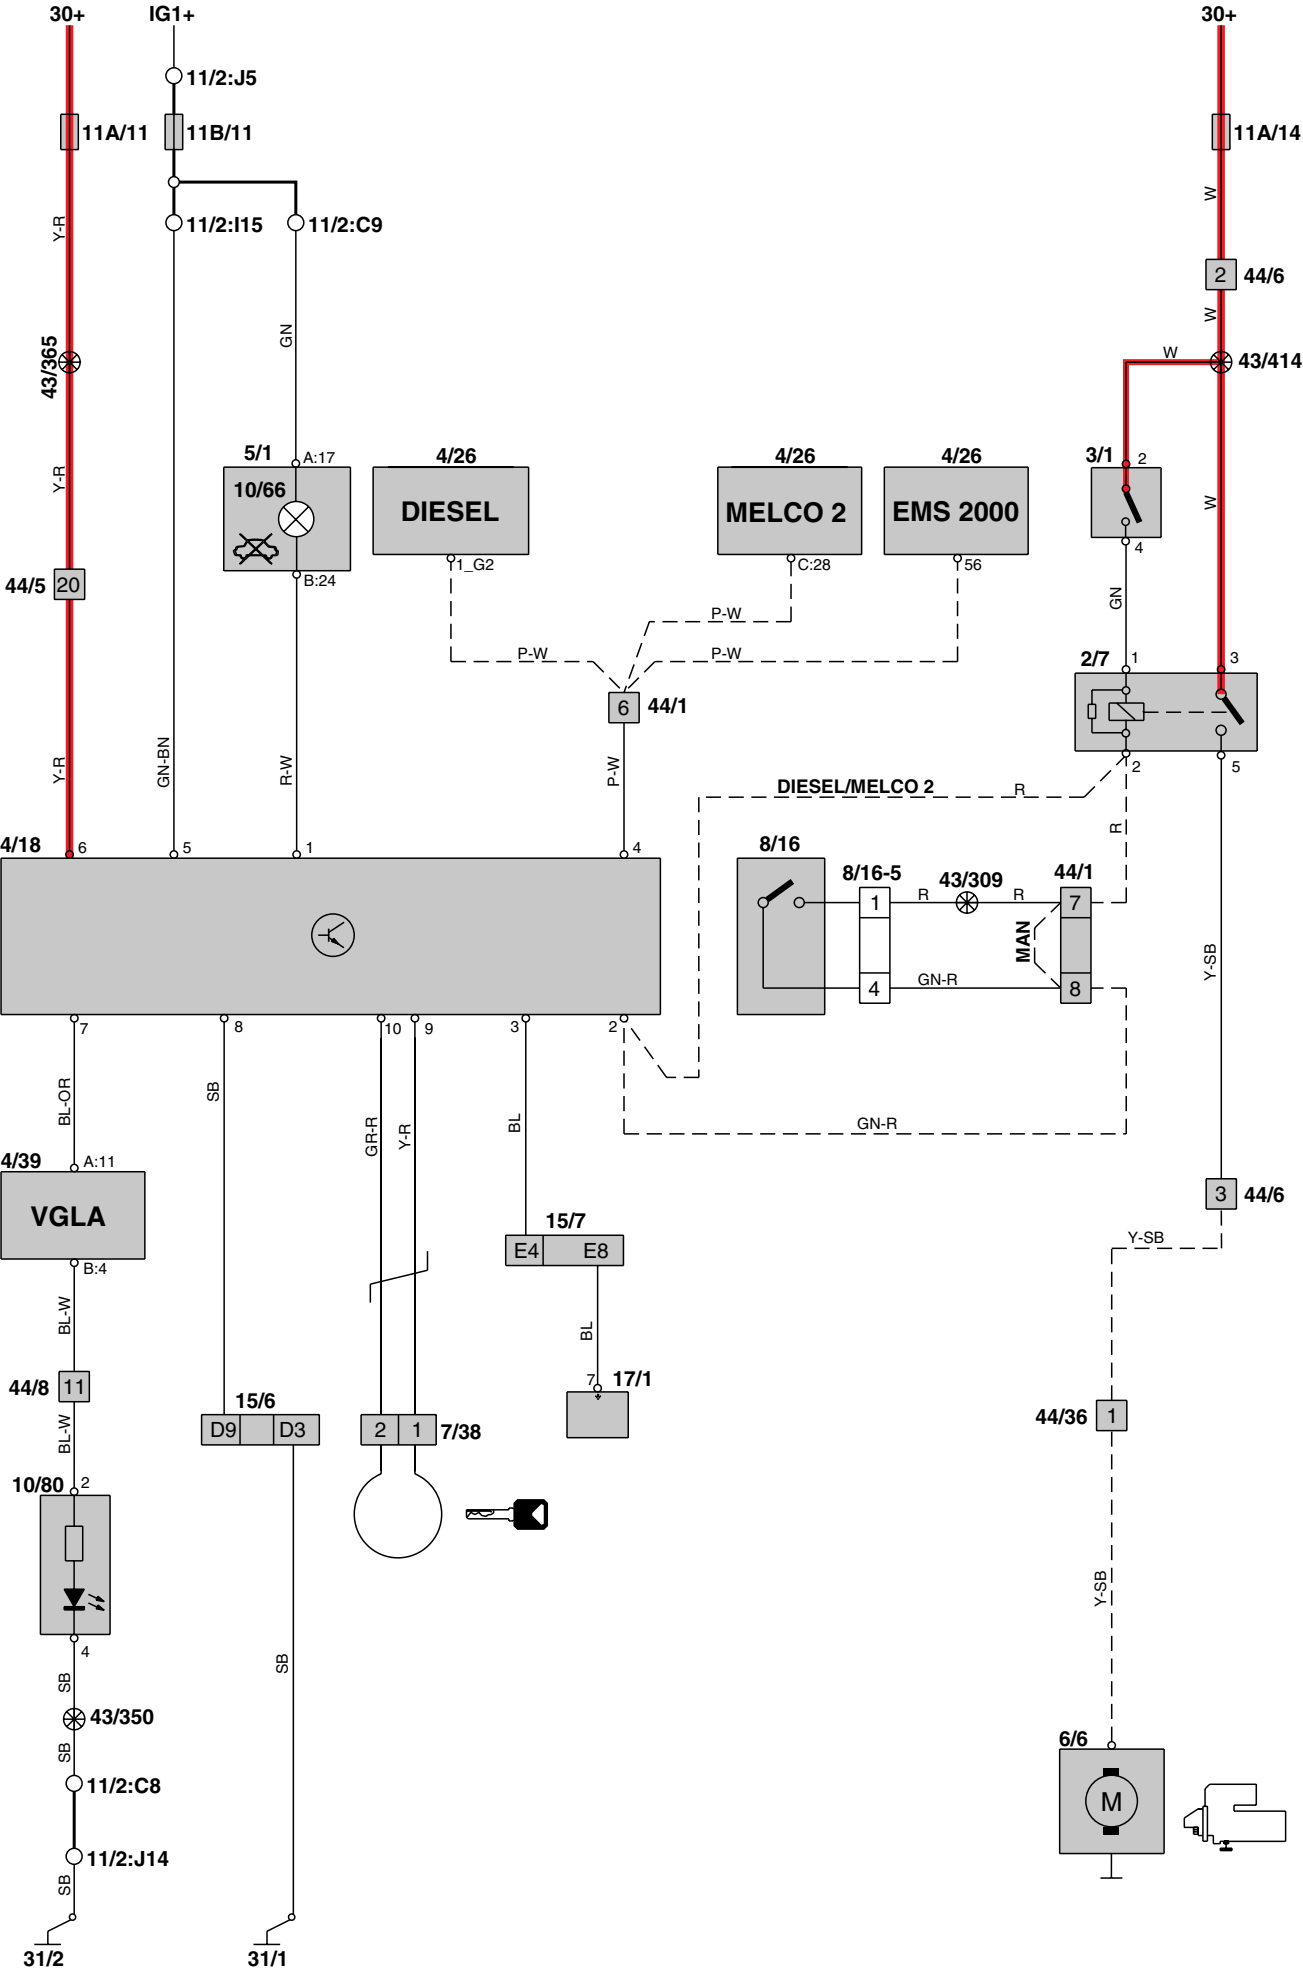 30+
IG1+
30+
11/2:J5
11A/11
11B/11
11A/14
W
Y-R
11/2:I15
11/2:C9
2
44/6
W
GN
43/365
W
43/414
5/1
A:17
4/26
4/26
4/26
3/1
2
Y-R
10/66
DIESEL
MELCO 2
EMS 2000
W
4
1_G2
C:28
56
44/5
20
B:24
GN
P-W
P-W
P-W
2/7
1
3
6
44/1
Y-R
GN-BN
R-W
P-W
2
5
DIESEL/MELCO 2
R
R
4/18
6
5
1
4
8/16
8/16-5
43/309
44/1
1
R
R
7
MAN
4
GN-R
8
Y-SB
7
8
10
9
3
2
BL-OR
SB
GR-R
Y-R
BL
GN-R
4/39
A:11
VGLA
44/6
3
15/7
E4
E8
Y-SB
B:4
BL-W
BL
44/8
11
7
17/1
15/6
D9
D3
2
1
7/38
44/36
1
BL-W
10/80
2
Y-SB
4
SB
SB
43/350
SB
6/6
M
11/2:C8
11/2:J14
SB
31/2
31/1